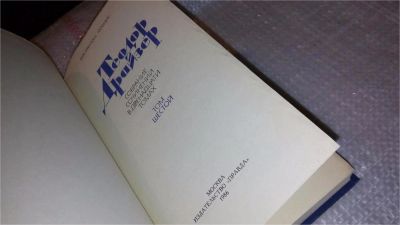 Теодор
Драйзер
СОБРАНИЕ
СОЧИНЕНИЙ
В ДВЕНАДЦАТИ
ТОМАХ
ТОМ
ШЕСТОЙ
МОСКВА
ИЗДАТЕЛЬСТВО «ПРАВДА»
1986